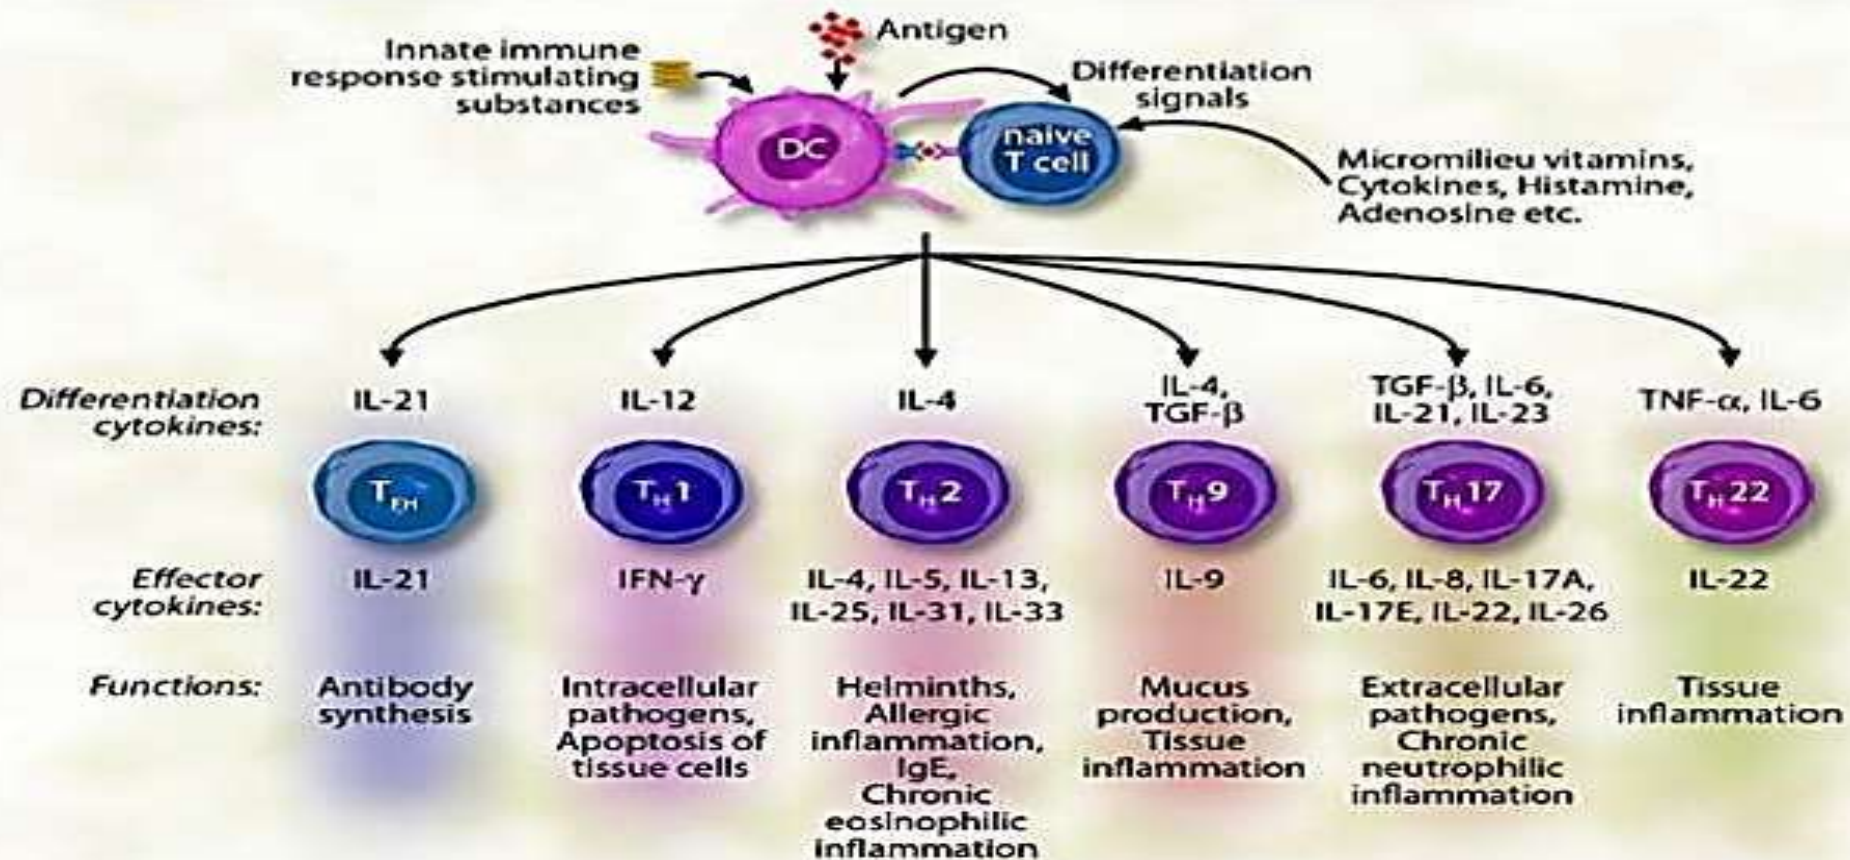 Antigen
Innate immune
response stimulating
substances
Differentiation
signals
DC
naive
T cell
Micromilieu vitamins,
Cytokines, Histamine,
Adenosine etc.
Differentiation
cytokines:
IL-21
IL-12
IL-4
IL-4,
TGF-β
TGF-β, IL-6,
IL-21, IL-23
TNF-α, IL-6
TFH
TH1
TH2
TH9
TH17
TH22
Effector
cytokines:
IL-21
IFN-γ
IL-4, IL-5, IL-13,
IL-25, IL-31, IL-33
IL-9
IL-6, IL-8, IL-17A,
IL-17E, IL-22, IL-26
IL-22
Functions:
Antibody
synthesis
Intracellular
pathogens,
Apoptosis of
tissue cells
Helminths,
Allergic
inflammation,
IgE,
Chronic
eosinophilic
inflammation
Mucus
production,
Tissue
inflammation
Extracellular
pathogens,
Chronic
neutrophilic
inflammation
Tissue
inflammation